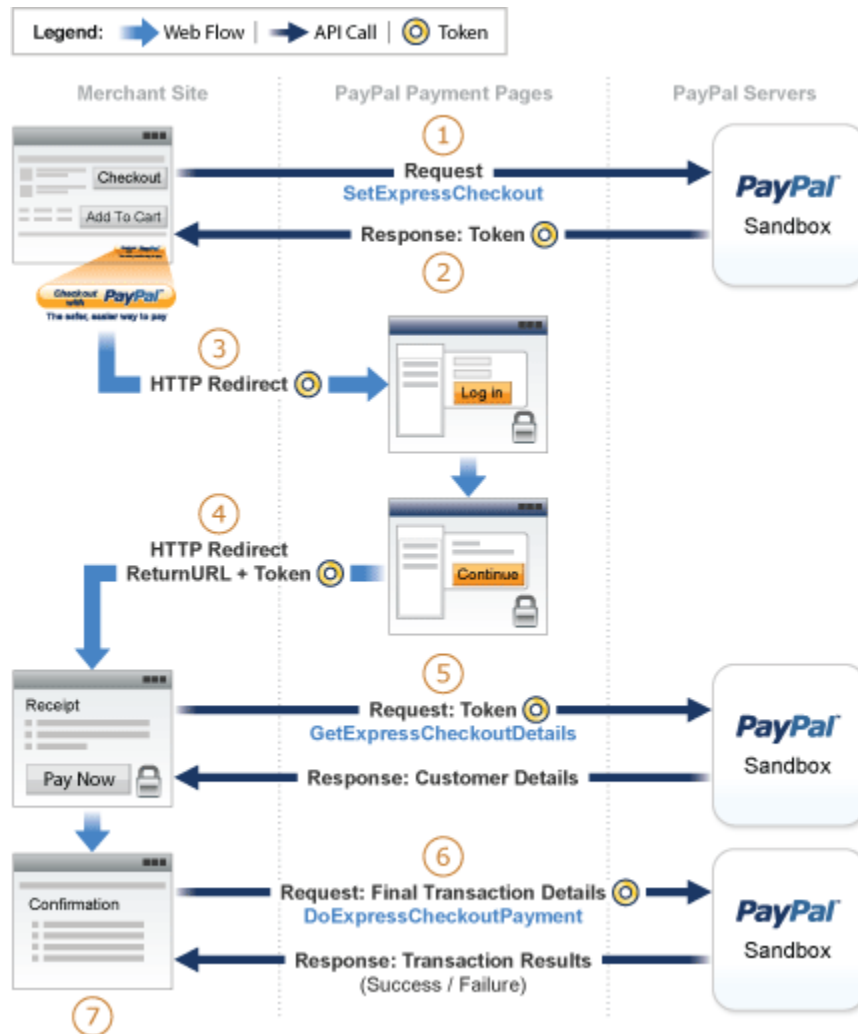 Legend: Web Flow | API Call | Token
Merchant Site
PayPal Payment Pages
PayPal Servers
1
Checkout
Request
SetExpressCheckout
PayPal
Add To Cart
Sandbox
Response: Token
2
Checkout
with
PayPal
The safer, easier way to pay
3
HTTP Redirect
Log in
4
HTTP Redirect
ReturnURL + Token
Continue
5
Receipt
Request: Token
GetExpressCheckoutDetails
PayPal
Sandbox
Pay Now
Response: Customer Details
6
Confirmation
Request: Final Transaction Details
DoExpressCheckoutPayment
PayPal
Sandbox
Response: Transaction Results
(Success / Failure)
7